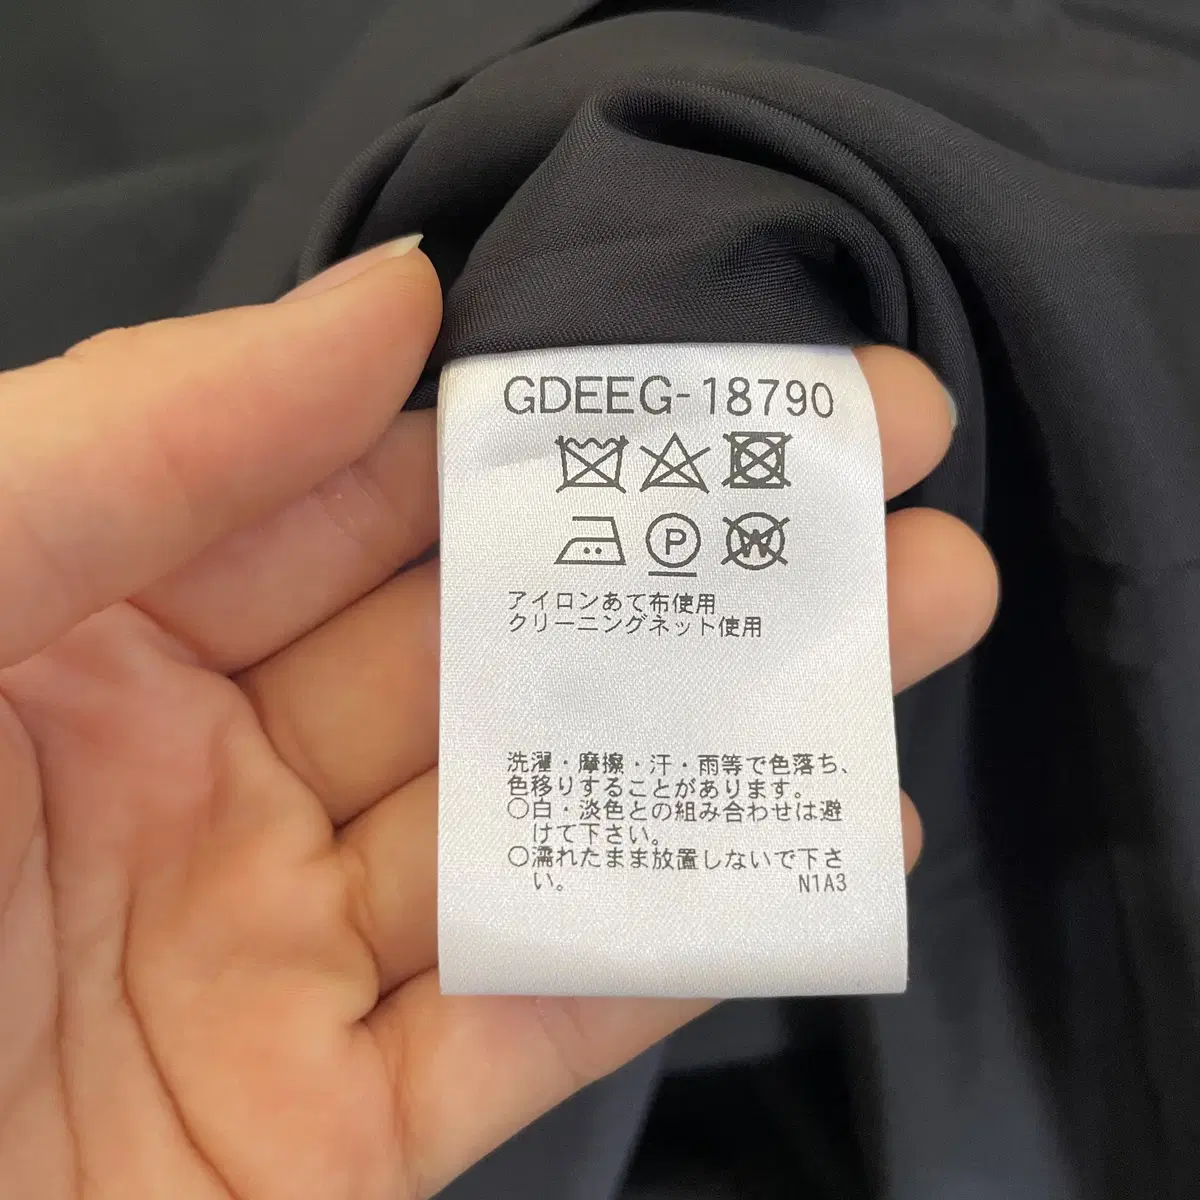 GDEEG-18790
P W
アイロンあて布使用
クリーニングネット使用
洗濯・摩擦・汗・雨等で色落ち、
色移りすることがあります。
○白・淡色との組み合わせは避
けて下さい。
○濡れたまま放置しないで下さ
い。 N1A3